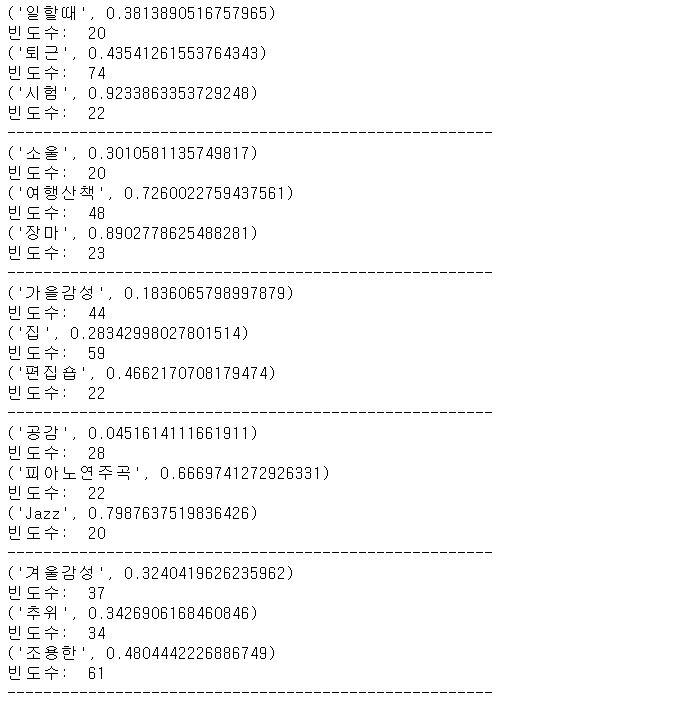 ('일할때', 0.3813890516757965)
빈도수:  20
('퇴근', 0.43541261553764343)
빈도수:  74
('시험', 0.9233863353729248)
빈도수:  22
------------------------------------------------------
('소울', 0.3010581135749817)
빈도수:  20
('여행산책', 0.7260022759437561)
빈도수:  48
('장마', 0.8902778625488281)
빈도수:  23
------------------------------------------------------
('가을감성', 0.1836065798997879)
빈도수:  44
('집', 0.28342998027801514)
빈도수:  59
('편집숍', 0.4662170708179474)
빈도수:  22
------------------------------------------------------
('공감', 0.0451614111661911)
빈도수:  28
('피아노연주곡', 0.6669741272926331)
빈도수:  22
('Jazz', 0.7987637519836426)
빈도수:  20
------------------------------------------------------
('겨울감성', 0.3240419626235962)
빈도수:  37
('추위', 0.3426906168460846)
빈도수:  34
('조용한', 0.4804442226886749)
빈도수:  61
------------------------------------------------------